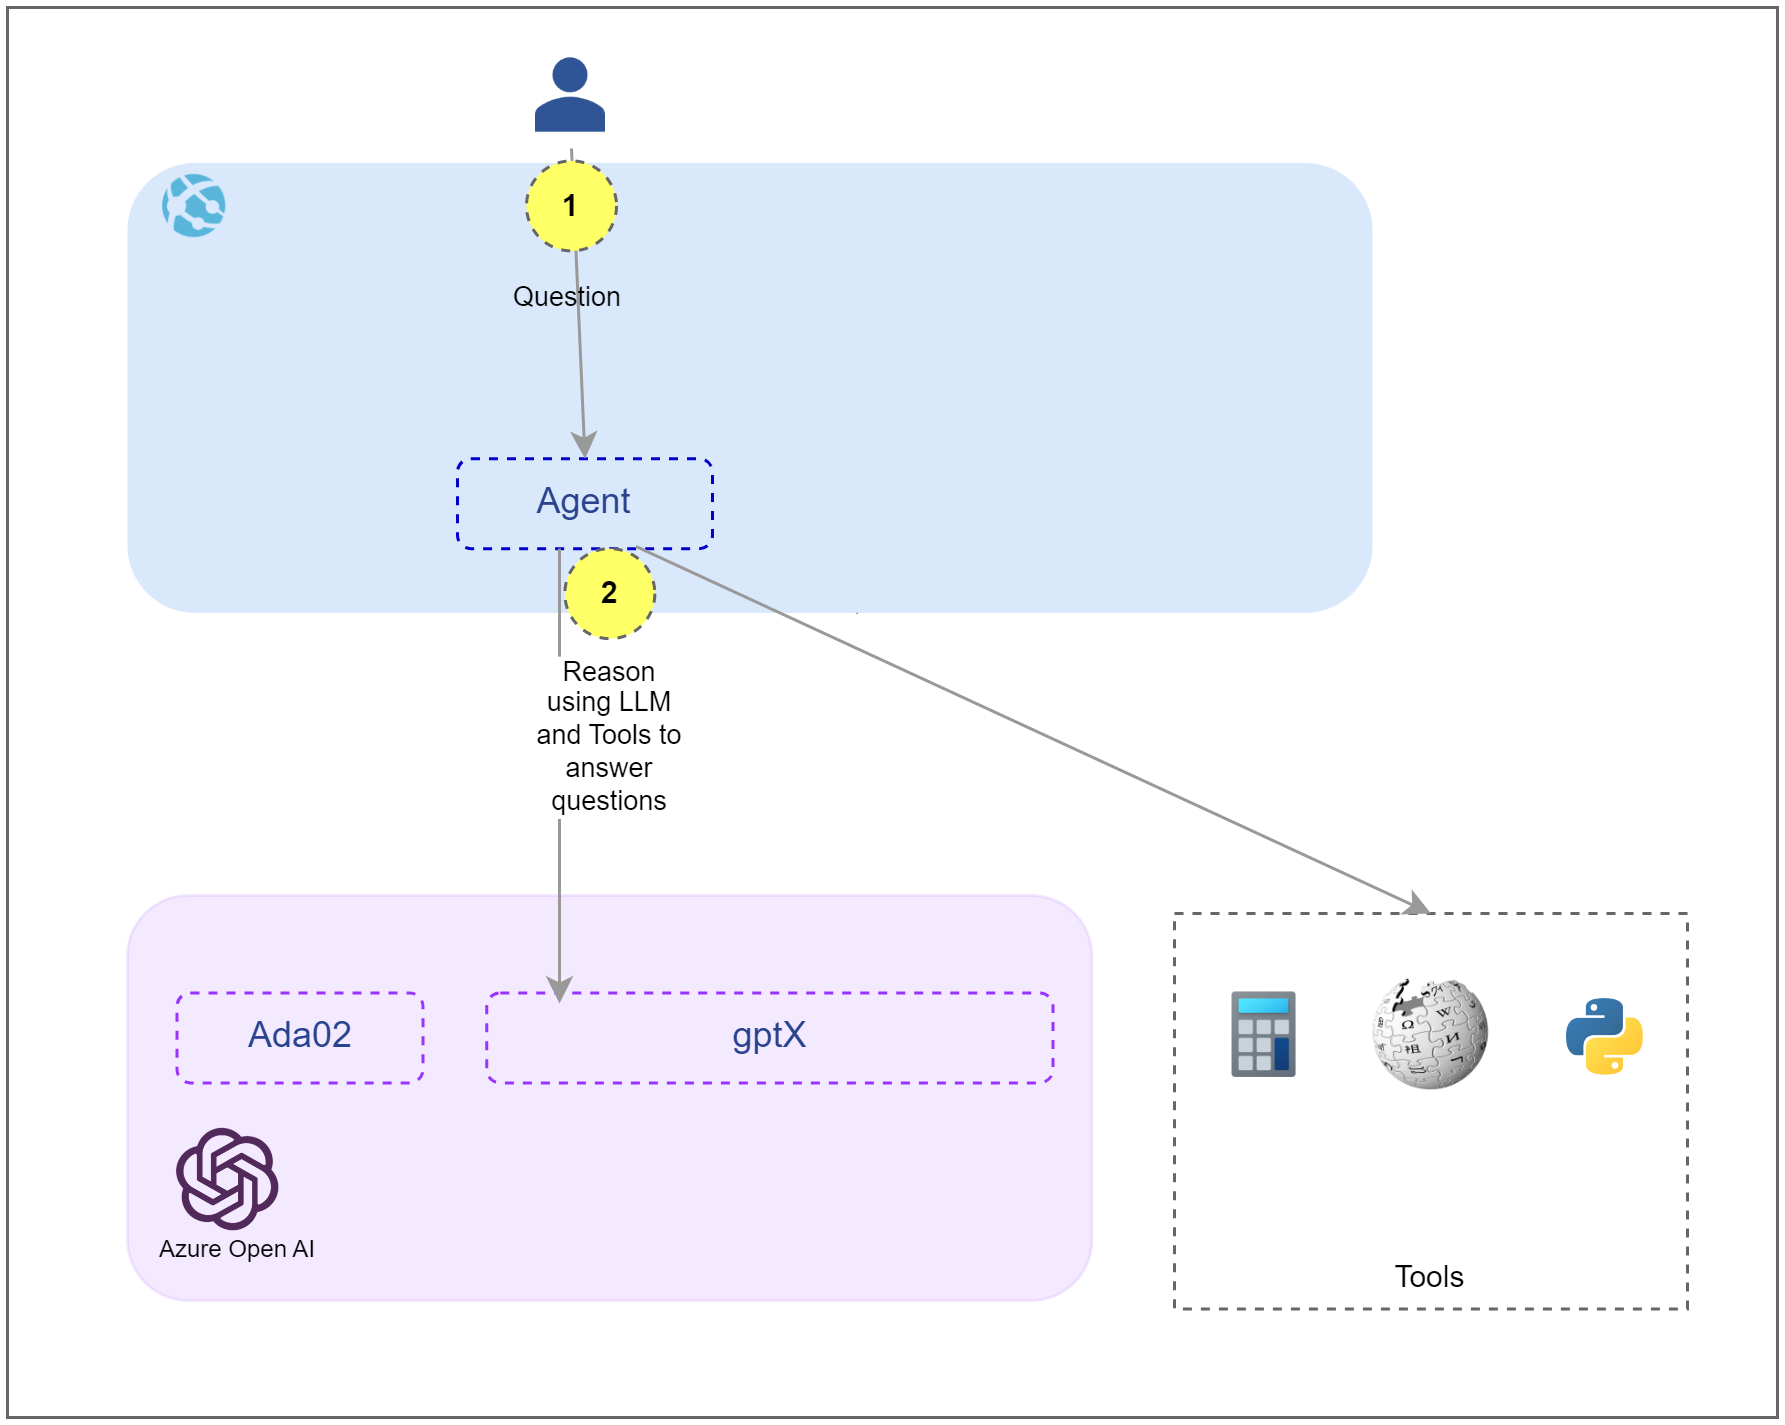 1
Question
Agent
2
Reason
using LLM
and Tools to
answer
questions
Ada02
gptX
Azure Open AI
Tools